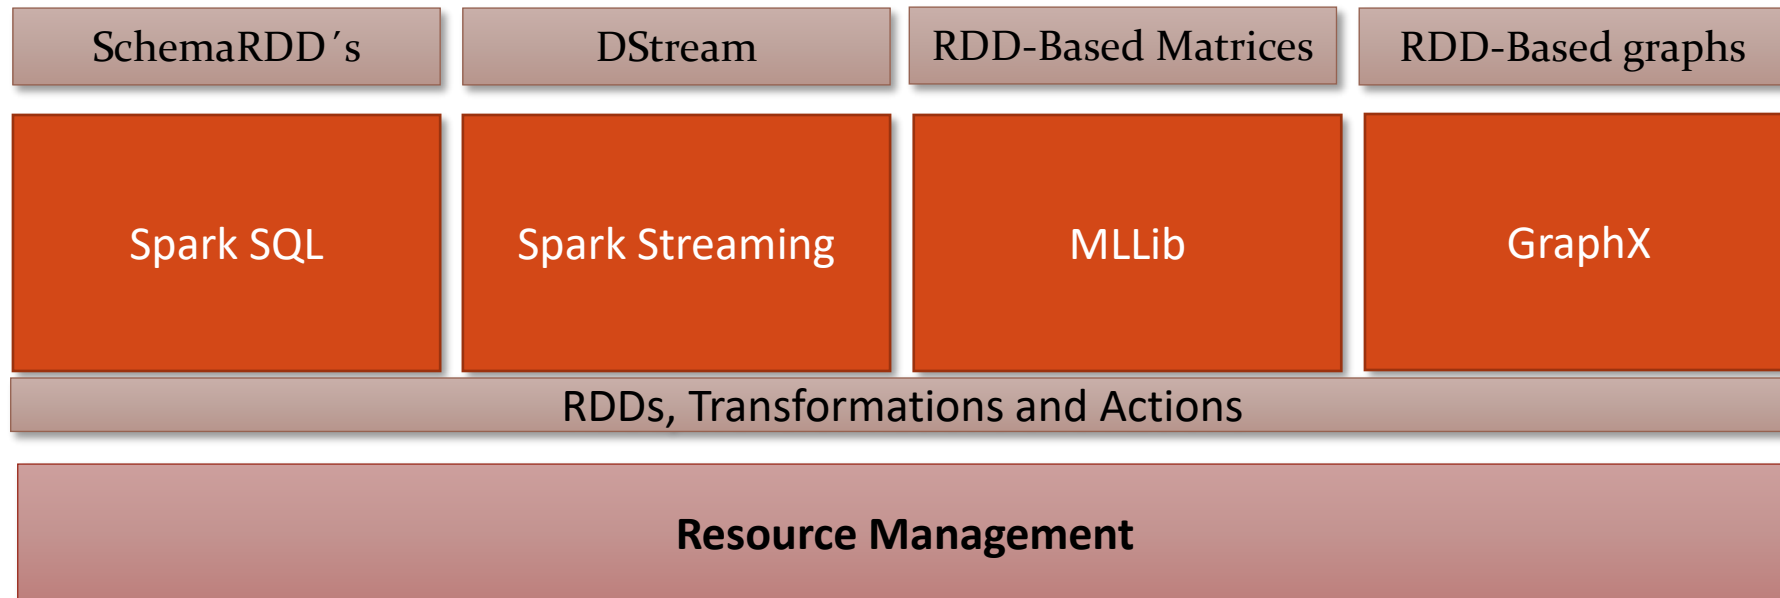 SchemaRDD´s
DStream
RDD-Based Matrices
RDD-Based graphs
Spark SQL
Spark Streaming
MLLib
GraphX
RDDs, Transformations and Actions
Resource Management